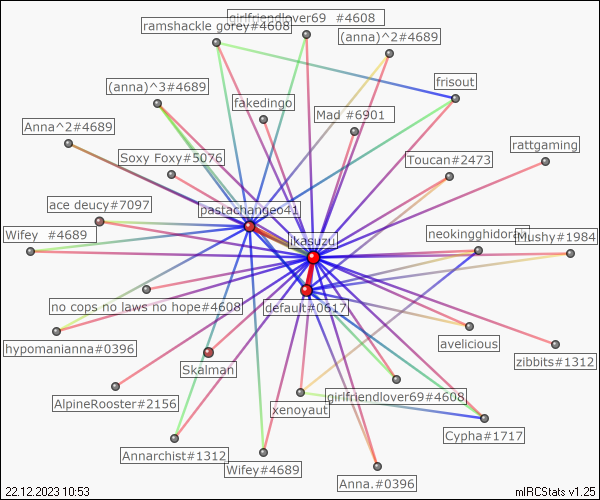 girlfriendlover69 #4608
ramshackle gorey#4608
(anna)^2#4689
frisout
(anna)^3#4689
fakedingo
Mad #6901
Anna^2#4689
rattgaming
Soxy Foxy#5076
Toucan#2473
ace deucy#7097
pastachangeo41
Wifey #4689
ikasuzu
neokingghidorah
Mushy#1984
no cops no laws no hope#4608
default#0617
hypomanianna#0396
avelicious
zibbits#1312
Skalman
AlpineRooster#2156
girlfriendlover69#4608
xenoyaut
Cypha#1717
Annarchist#1312
Wifey#4689
Anna.#0396
22.12.2023 10:53
mIRCStats v1.25